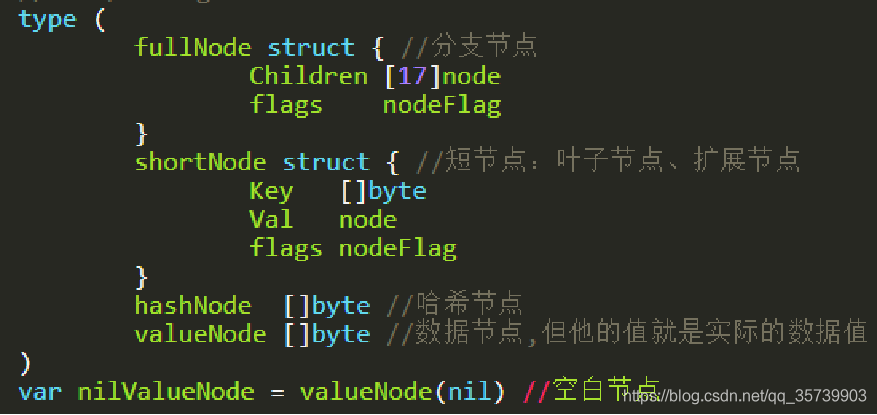 type (
fullNode struct { //分支节点
Children [17]node
flags nodeFlag
}
shortNode struct { //短节点：叶子节点、扩展节点
Key []byte
Val node
flags nodeFlag
}
hashNode []byte //哈希节点
valueNode []byte //数据节点,但他的值就是实际的数据值
)
var nilValueNode = valueNode(nil) //空白节点
https://blog.csdn.net/qq_35739903